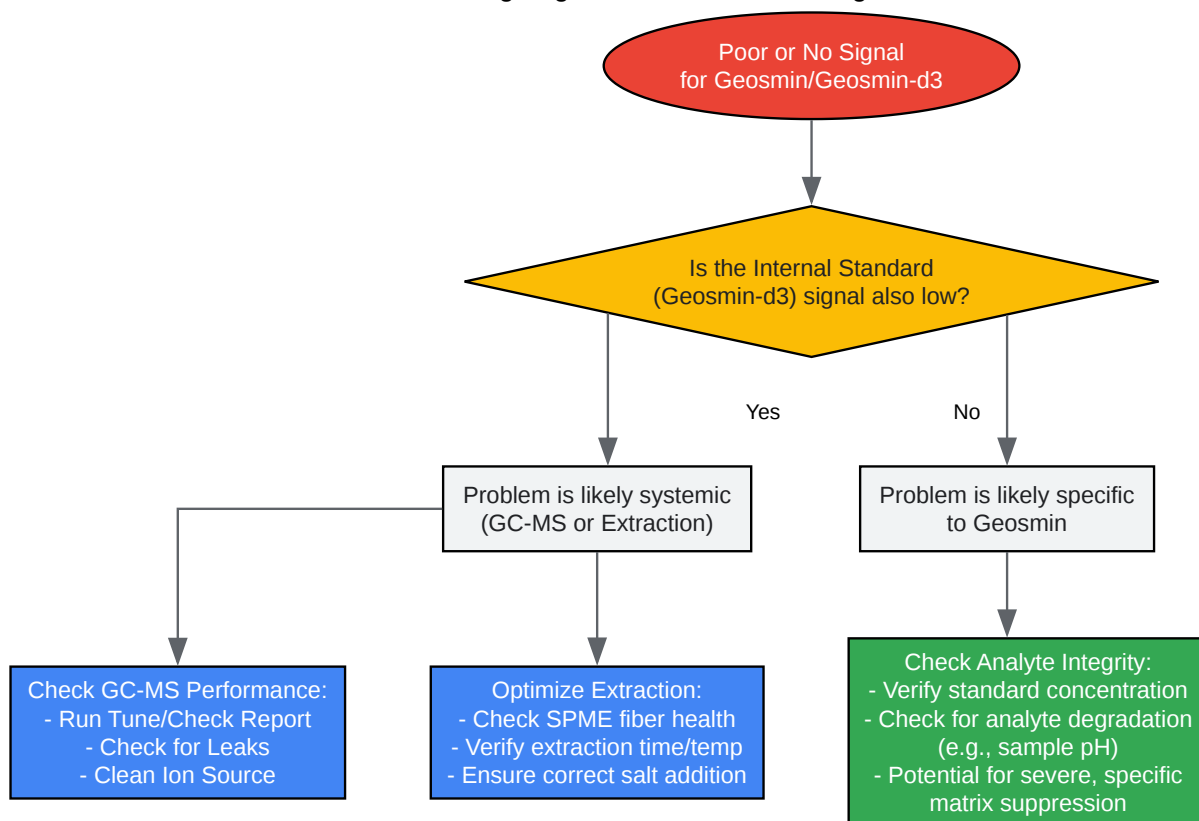 Poor or No Signal
for Geosmin/Geosmin-d3
Is the Internal Standard
(Geosmin-d3) signal also low?
Yes
No
Problem is likely systemic
(GC-MS or Extraction)
Problem is likely specific
to Geosmin
Check GC-MS Performance:
- Run Tune/Check Report
- Check for Leaks
- Clean Ion Source
Optimize Extraction:
- Check SPME fiber health
- Verify extraction time/temp
- Ensure correct salt addition
Check Analyte Integrity:
- Verify standard concentration
- Check for analyte degradation
(e.g., sample pH)
- Potential for severe, specific
matrix suppression